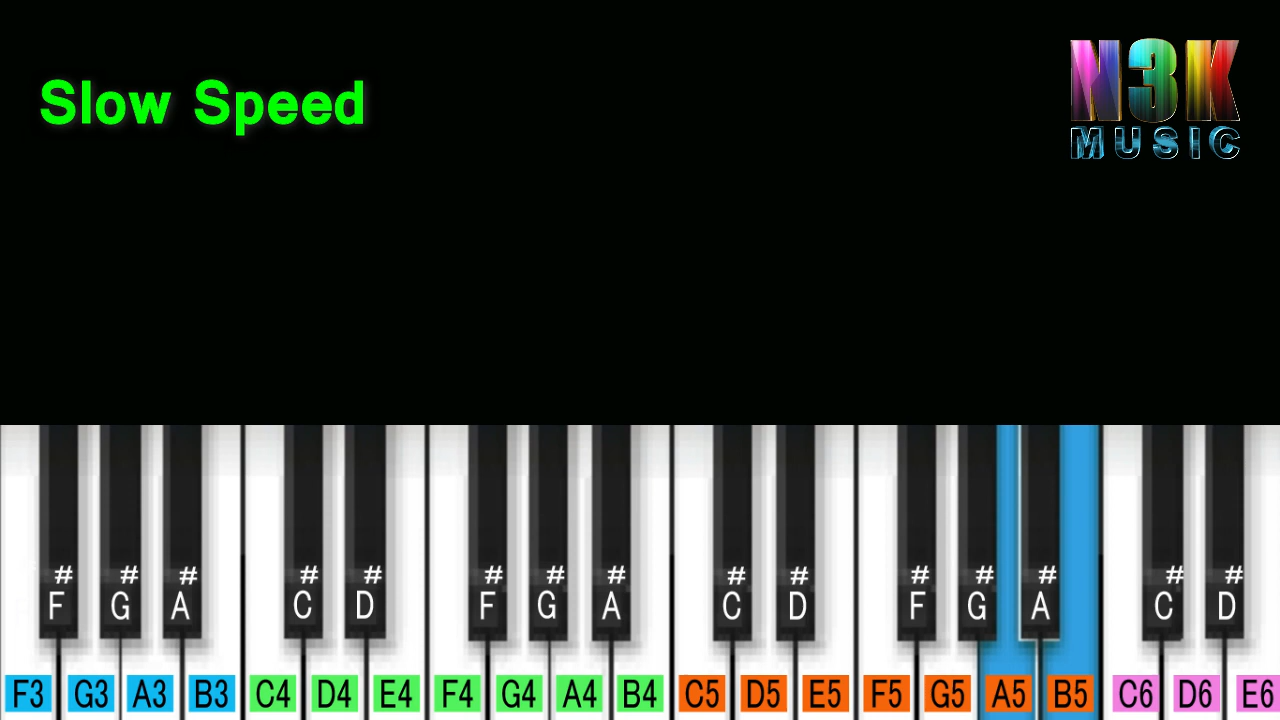 Slow Speed
N3K
MUSIC
# # # # # # # # # # # # # # #
F G A C D F G A C D F G A C D
F3 G3 A3 B3 C4 D4 E4 F4 G4 A4 B4 C5 D5 E5 F5 G5 A5 B5 C6 D6 E6